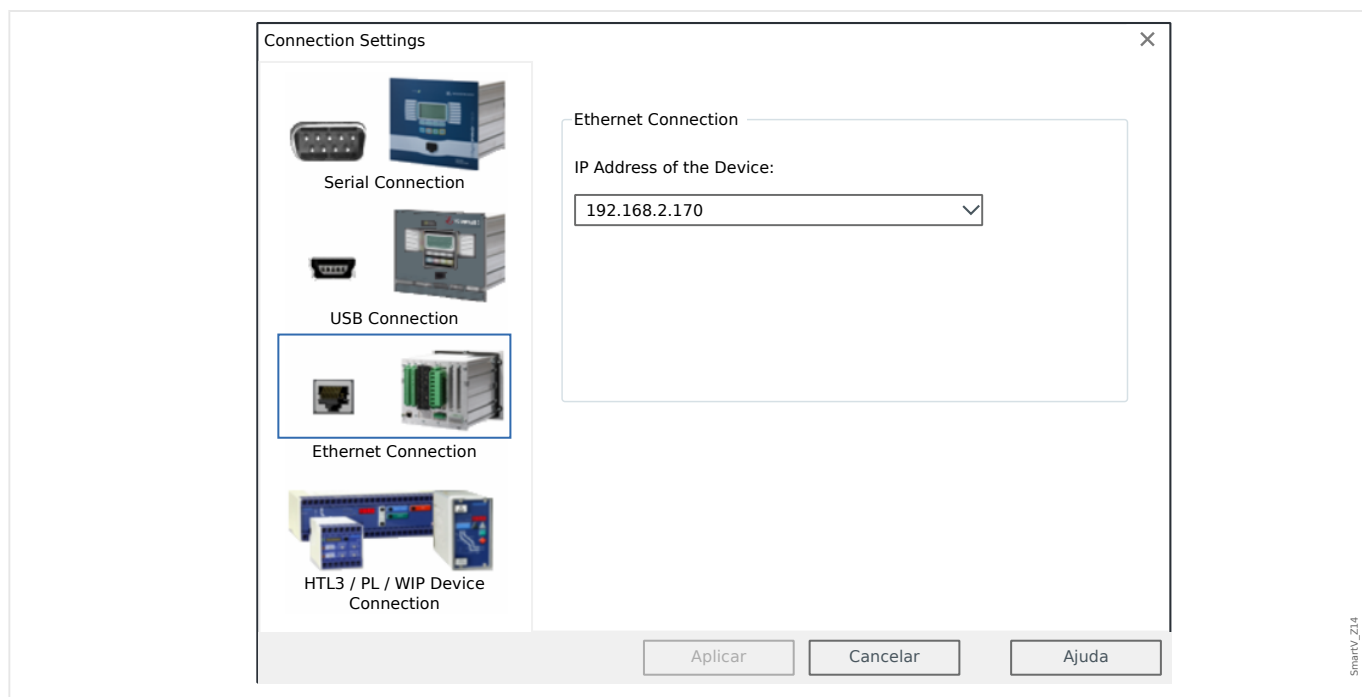 Connection Settings
Serial Connection
USB Connection
Ethernet Connection
HTL3 / PL / WIP Device
Connection
Ethernet Connection
IP Address of the Device:
192.168.2.170
Aplicar
Cancelar
Ajuda
SmartV_Z14